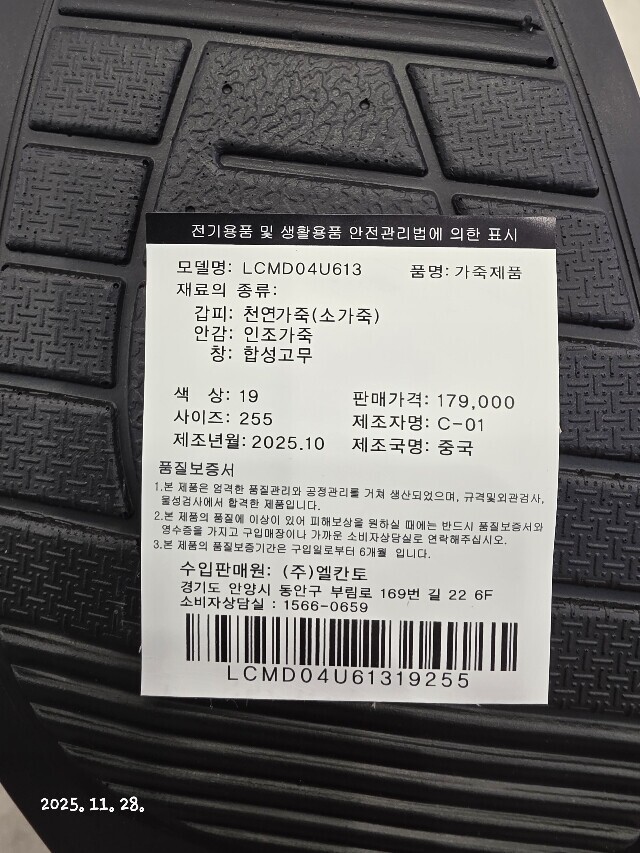 전기용품 및 생활용품 안전관리법에 의한 표시
모델명: LCMD04U613 품명: 가죽제품
재료의 종류:
갑피: 천연가죽(소가죽)
안감: 인조가죽
창: 합성고무
색 상: 19 판매가격: 179,000
사이즈: 255 제조자명: C-01
제조년월: 2025.10 제조국명: 중국
품질보증서
1.본 제품은 엄격한 품질관리와 공정관리를 거쳐 생산되었으며, 규격및외관검사,
물성검사에서 합격한 제품입니다.
2.본 제품의 품질에 이상이 있어 피해보상을 원하실 때에는 반드시 품질보증서와
영수증을 가지고 구입매장이나 가까운 소비자상담실로 연락해주십시오.
3.본 제품의 품질보증기간은 구입일로부터 6개월 입니다.
수입판매원: (주)엘칸토
경기도 안양시 동안구 부림로 169번 길 22 6F
소비자상담실 : 1566-0659
LCMD04U61319255
2025. 11. 28.